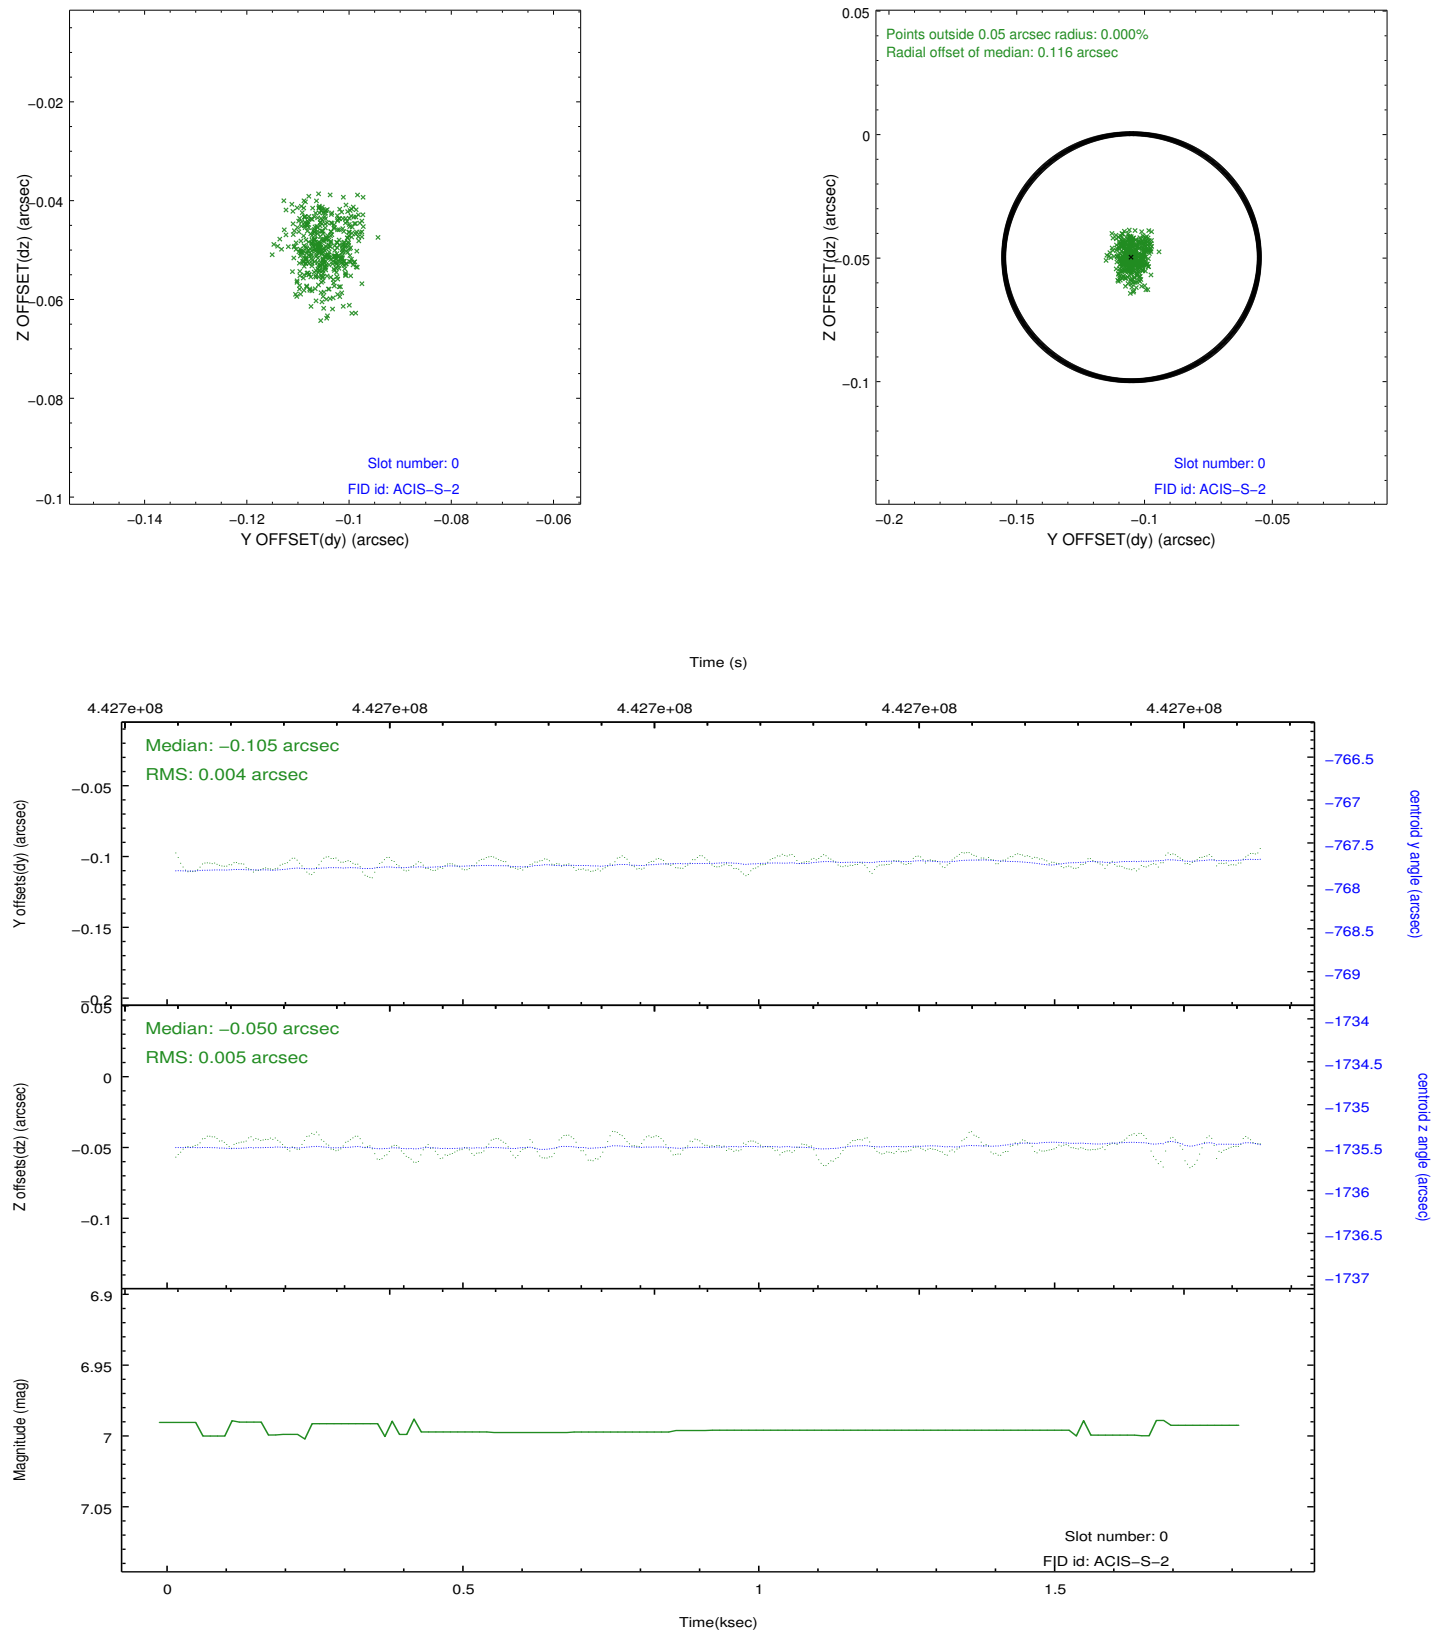 −0.02
−0.04
−0.06
−0.08
−0.1
Z OFFSET(dz) (arcsec)
Slot number: 0
FID id: ACIS−S−2
−0.14
−0.12
−0.1
−0.08
−0.06
Y OFFSET(dy) (arcsec)
Points outside 0.05 arcsec radius: 0.000%
Radial offset of median: 0.116 arcsec
0.05
0
−0.05
−0.1
Z OFFSET(dz) (arcsec)
Slot number: 0
FID id: ACIS−S−2
−0.2
−0.15
−0.1
−0.05
Y OFFSET(dy) (arcsec)
Time (s)
4.427e+08
4.427e+08
4.427e+08
4.427e+08
4.427e+08
Median: −0.105 arcsec
RMS: 0.004 arcsec
−0.05
−0.1
−0.15
−0.2
Y offsets(dy) (arcsec)
−766.5
−767
−767.5
−768
−768.5
−769
centroid y angle (arcsec)
Median: −0.050 arcsec
RMS: 0.005 arcsec
0.05
0
−0.05
−0.1
Z offsets(dz) (arcsec)
−1734
−1734.5
−1735
−1735.5
−1736
−1736.5
−1737
centroid z angle (arcsec)
6.9
6.95
7
7.05
Magnitude (mag)
Slot number: 0
FID id: ACIS−S−2
0
0.5
1
1.5
Time(ksec)